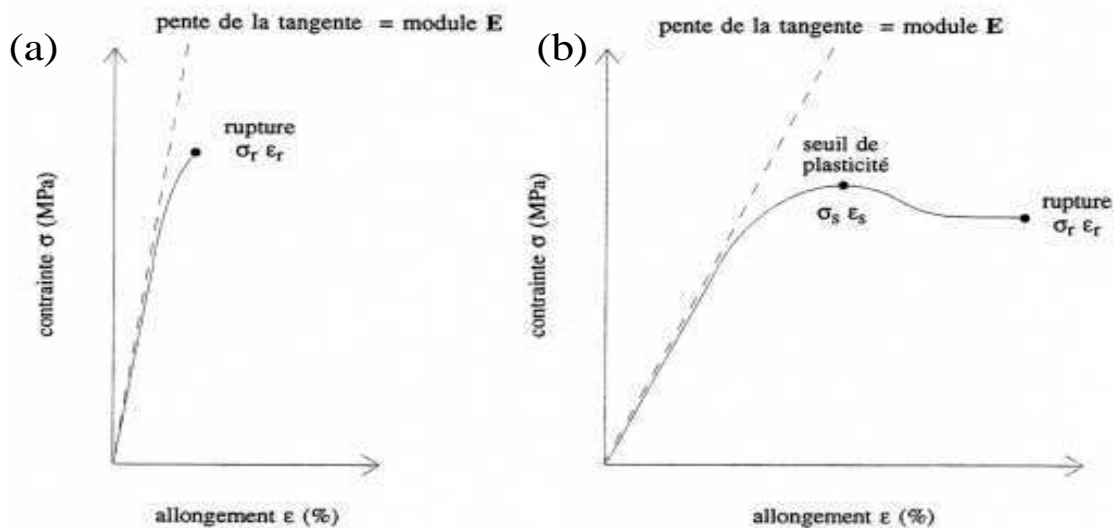 (a)
pente de la tangente = module E
rupture
σr εr
contrainte σ (MPa)
allongement ε (%)
(b)
pente de la tangente = module E
seuil de
plasticité
σs εs
rupture
σr εr
contrainte σ (MPa)
allongement ε (%)